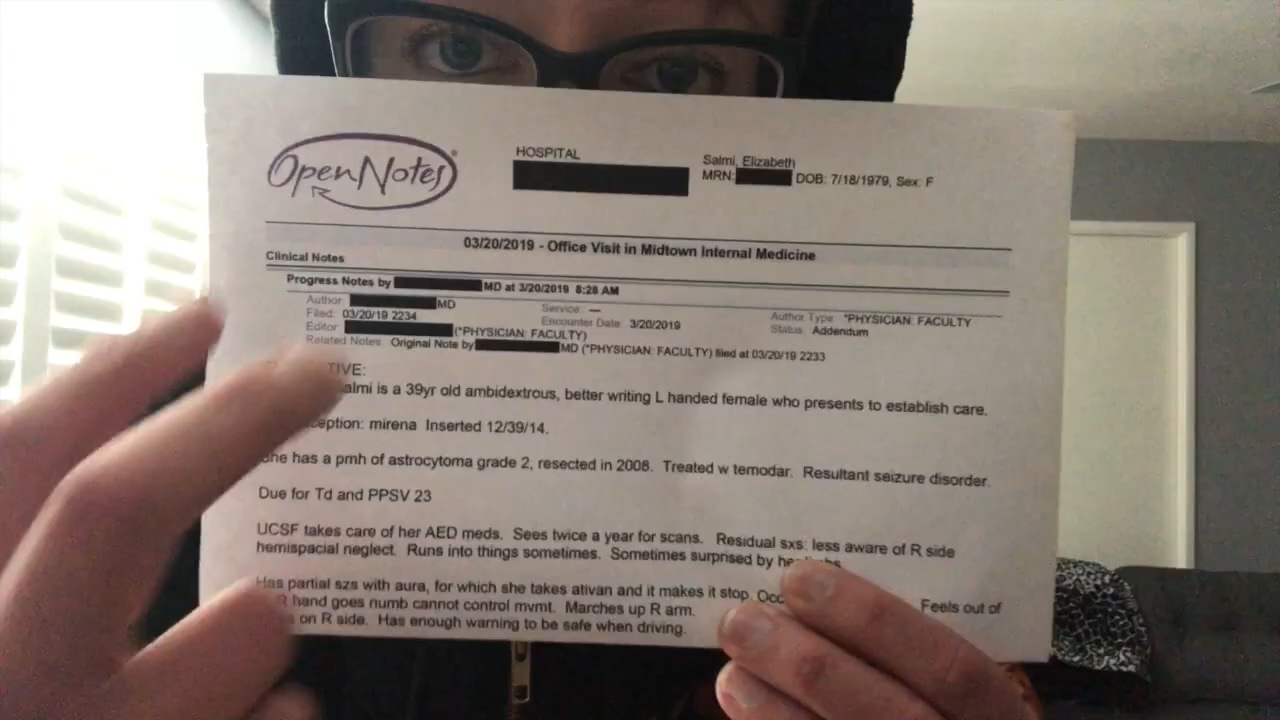 OpenNotes®
HOSPITAL
Salmi, Elizabeth
MRN: DOB: 7/18/1979, Sex: F
03/20/2019 - Office Visit in Midtown Internal Medicine
Clinical Notes
Progress Notes by MD at 3/20/2019 8:28 AM
Author: MD Service: — Author Type: *PHYSICIAN: FACULTY
Filed: 03/20/19 2234 Encounter Date: 3/20/2019 Status: Addendum
Editor: (*PHYSICIAN: FACULTY)
Related Notes: Original Note by MD (*PHYSICIAN: FACULTY) filed at 03/20/19 2233
TIVE:
almi is a 39yr old ambidextrous, better writing L handed female who presents to establish care.
ception: mirena Inserted 12/39/14.
She has a pmh of astrocytoma grade 2, resected in 2008. Treated w temodar. Resultant seizure disorder.
Due for Td and PPSV 23
UCSF takes care of her AED meds. Sees twice a year for scans. Residual sxs: less aware of R side
hemispacial neglect. Runs into things sometimes. Sometimes surprised by
Has partial szs with aura, for which she takes ativan and it makes it stop. Occ Feels out of
R hand goes numb cannot control mvmt. Marches up R arm.
on R side. Has enough warning to be safe when driving.